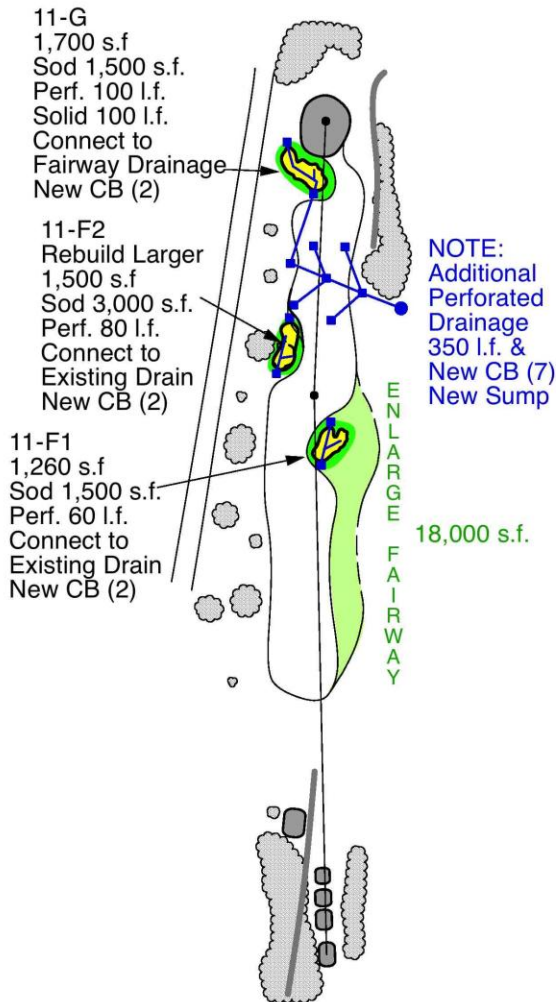 11-G
1,700 s.f
Sod 1,500 s.f.
Perf. 100 l.f.
Solid 100 l.f.
Connect to
Fairway Drainage
New CB (2)
11-F2
Rebuild Larger
1,500 s.f
Sod 3,000 s.f.
Perf. 80 l.f.
Connect to
Existing Drain
New CB (2)
11-F1
1,260 s.f
Sod 1,500 s.f.
Perf. 60 l.f.
Connect to
Existing Drain
New CB (2)
NOTE:
Additional
Perforated
Drainage
350 l.f. &
New CB (7)
New Sump
ENLARGE FAIRWAY
18,000 s.f.